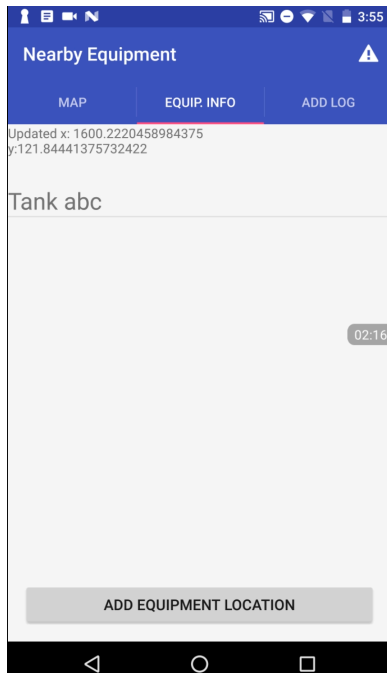 3:55
Nearby Equipment
MAP EQUIP. INFO ADD LOG
Updated x: 1600.2220458984375
y:121.84441375732422
Tank abc
02:16
ADD EQUIPMENT LOCATION